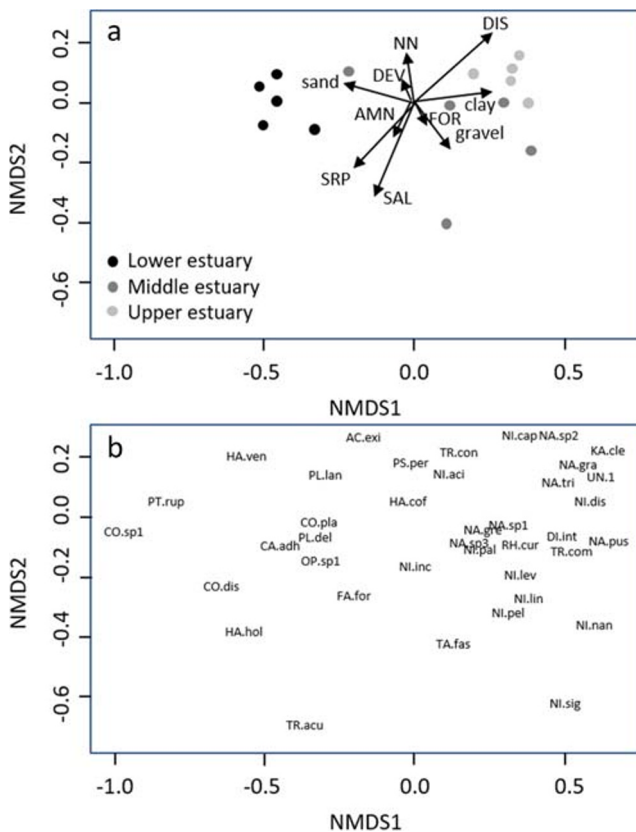 a
DIS
NN
DEV
sand
clay
AMN
FOR
gravel
SRP
SAL
Lower estuary
Middle estuary
Upper estuary
0.2
0.0
-0.2
-0.4
-0.6
NMDS2
-1.0 -0.5 0.0 0.5
NMDS1
b
AC.exi
NI.cap NA.sp2
HA.ven
TR.con
KA.cle
PS.per
NA.gra
PL.lan
NI.aci
UN.1
NA.tri
PT.rup
HA.cof
NI.dis
CO.sp1
CO.pla
NA.sp1
NA.gre
PL.del
DI.int
CA.adh
NA.sp3
NI.pal
RH.cur
NA.pus
TR.com
OP.sp1
NI.inc
NI.lev
CO.dis
FA.for
NI.lin
NI.pel
HA.hol
NI.nan
TA.fas
NI.sig
TR.acu
0.2
0.0
-0.2
-0.4
-0.6
NMDS2
-1.0 -0.5 0.0 0.5
NMDS1